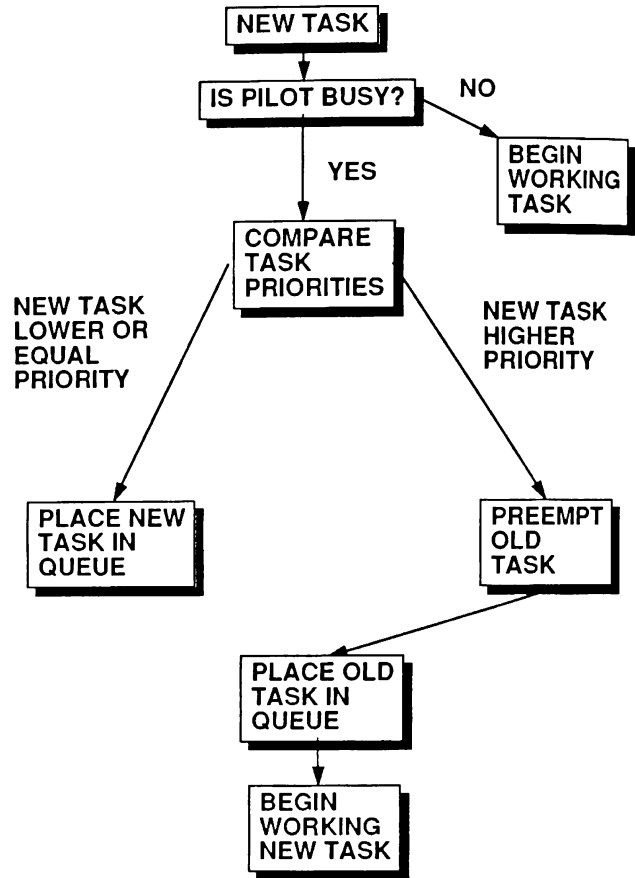 NEW TASK
IS PILOT BUSY?
NO
YES
BEGIN
WORKING
TASK
COMPARE
TASK
PRIORITIES
NEW TASK
LOWER OR
EQUAL
PRIORITY
NEW TASK
HIGHER
PRIORITY
PLACE NEW
TASK IN
QUEUE
PREEMPT
OLD
TASK
PLACE OLD
TASK IN
QUEUE
BEGIN
WORKING
NEW TASK